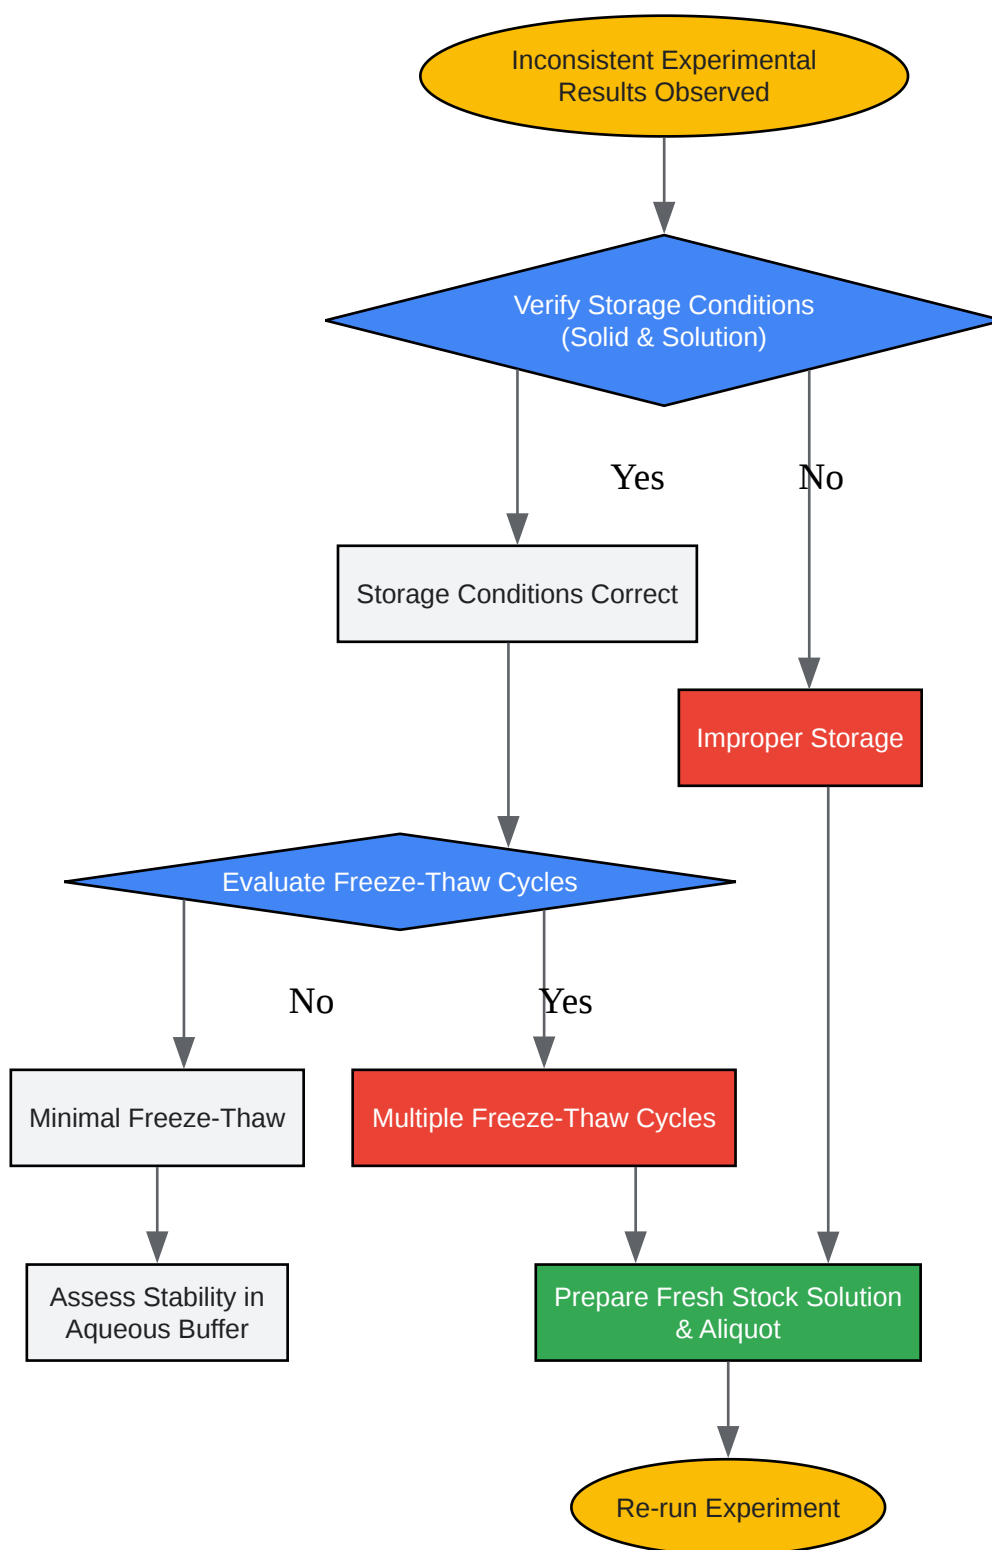 Inconsistent Experimental
Results Observed
Verify Storage Conditions
(Solid & Solution)
Yes
No
Storage Conditions Correct
Improper Storage
Evaluate Freeze-Thaw Cycles
No
Yes
Minimal Freeze-Thaw
Multiple Freeze-Thaw Cycles
Assess Stability in
Aqueous Buffer
Prepare Fresh Stock Solution
& Aliquot
Re-run Experiment